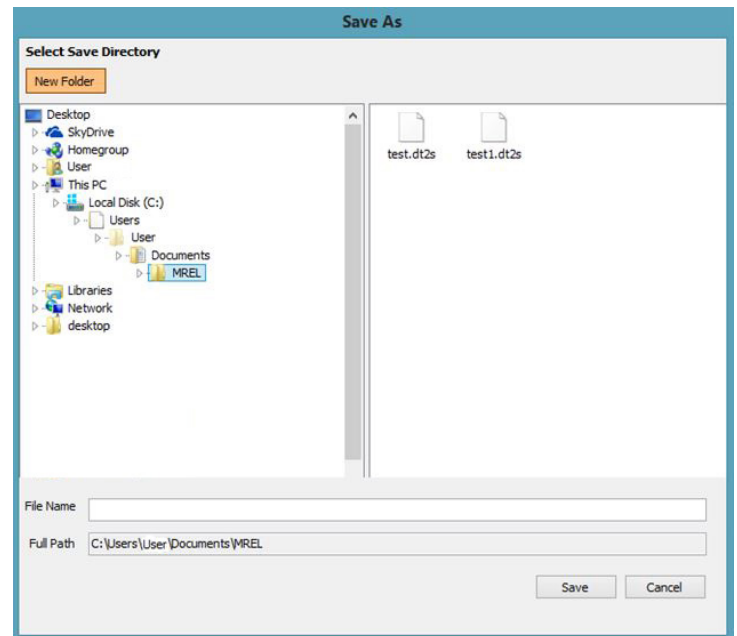 Save As
Select Save Directory
New Folder
Desktop
SkyDrive
Homegroup
User
This PC
Local Disk (C:)
Users
User
Documents
MREL
Libraries
Network
desktop
test.dt2s test1.dt2s
File Name
Full Path C:\Users\User\Documents\MREL
Save Cancel